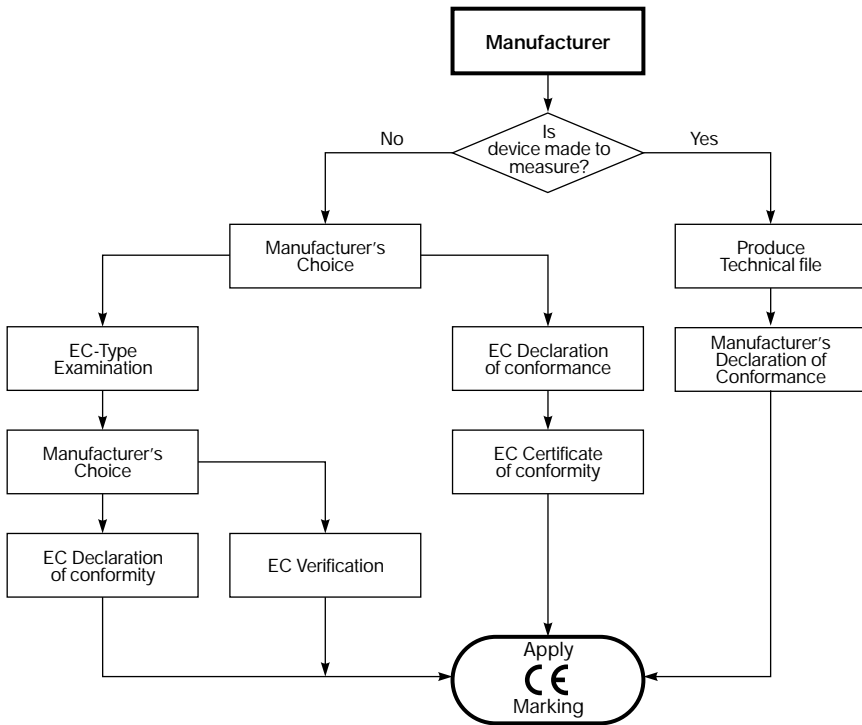 Manufacturer
Is
device made to
measure?
No
Yes
Manufacturer's
Choice
Produce
Technical file
EC-Type
Examination
EC Declaration
of conformance
Manufacturer's
Declaration of
Conformance
Manufacturer's
Choice
EC Certificate
of conformity
EC Declaration
of conformity
EC Verification
Apply
CE
Marking